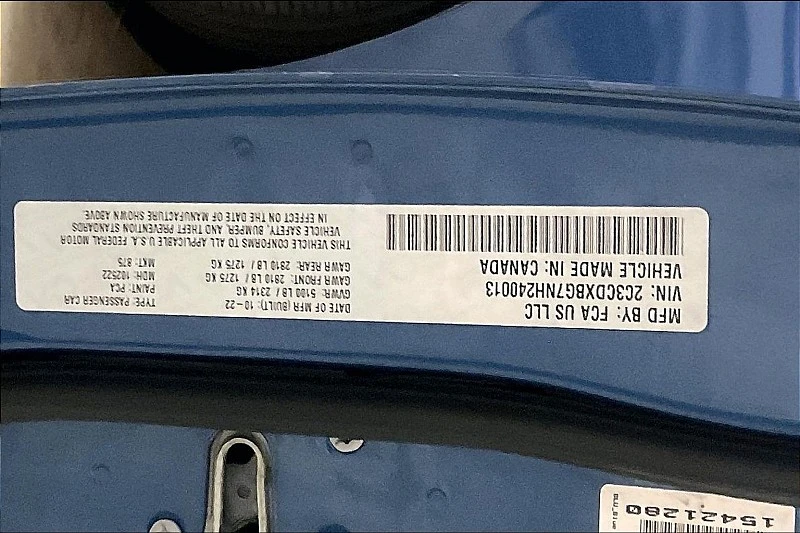 MFD BY: FCA US LLC
VIN: 2C3CDXBG7NH240013
VEHICLE MADE IN: CANADA
DATE OF MFR (BUILT): 10-22
GVWR: 5100 LB / 2314 KG
GAWR FRONT: 2810 LB / 1275 KG
GAWR REAR: 2810 LB / 1275 KG
TYPE: PASSENGER CAR
PAINT: PCA
MDH: 102522
MKT: 875
THIS VEHICLE CONFORMS TO ALL APPLICABLE U.S.A. FEDERAL MOTOR
VEHICLE SAFETY, BUMPER, AND THEFT PREVENTION STANDARDS
IN EFFECT ON THE DATE OF MANUFACTURE SHOWN ABOVE.
15421280